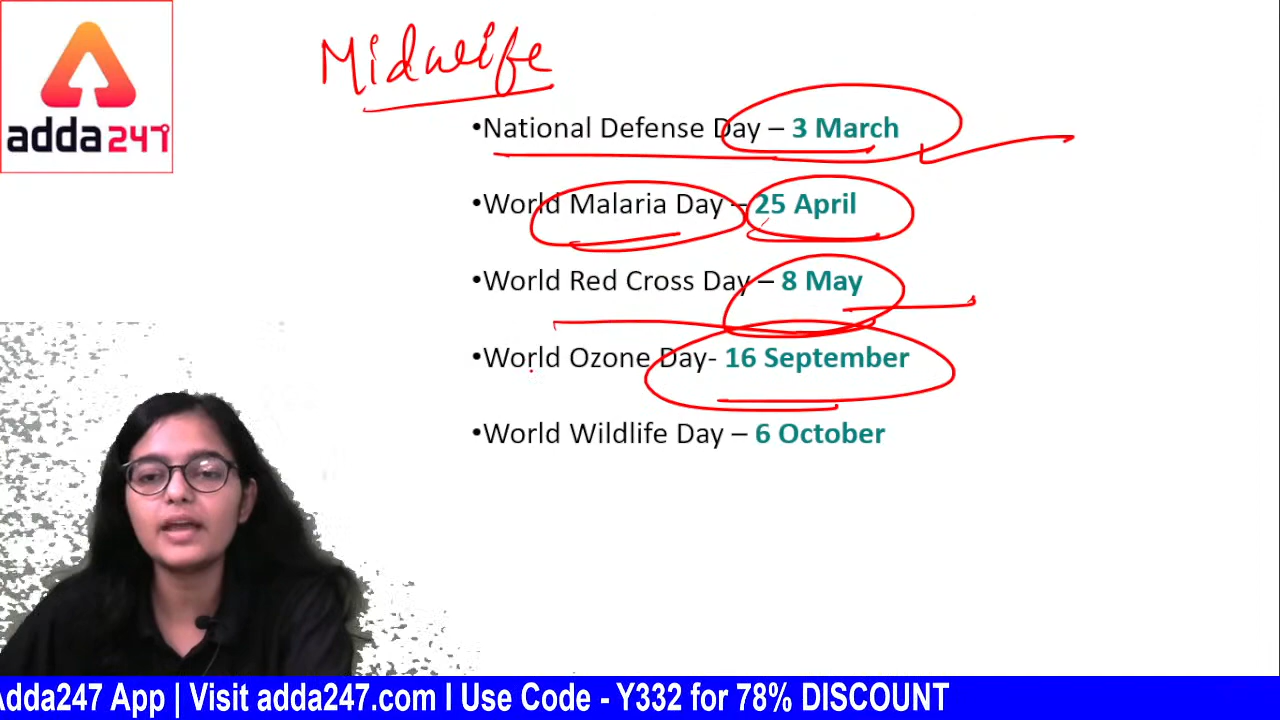 Midwife
adda247
•National Defense Day – 3 March
•World Malaria Day – 25 April
•World Red Cross Day – 8 May
•World Ozone Day- 16 September
•World Wildlife Day – 6 October
Adda247 App | Visit adda247.com I Use Code - Y332 for 78% DISCOUNT